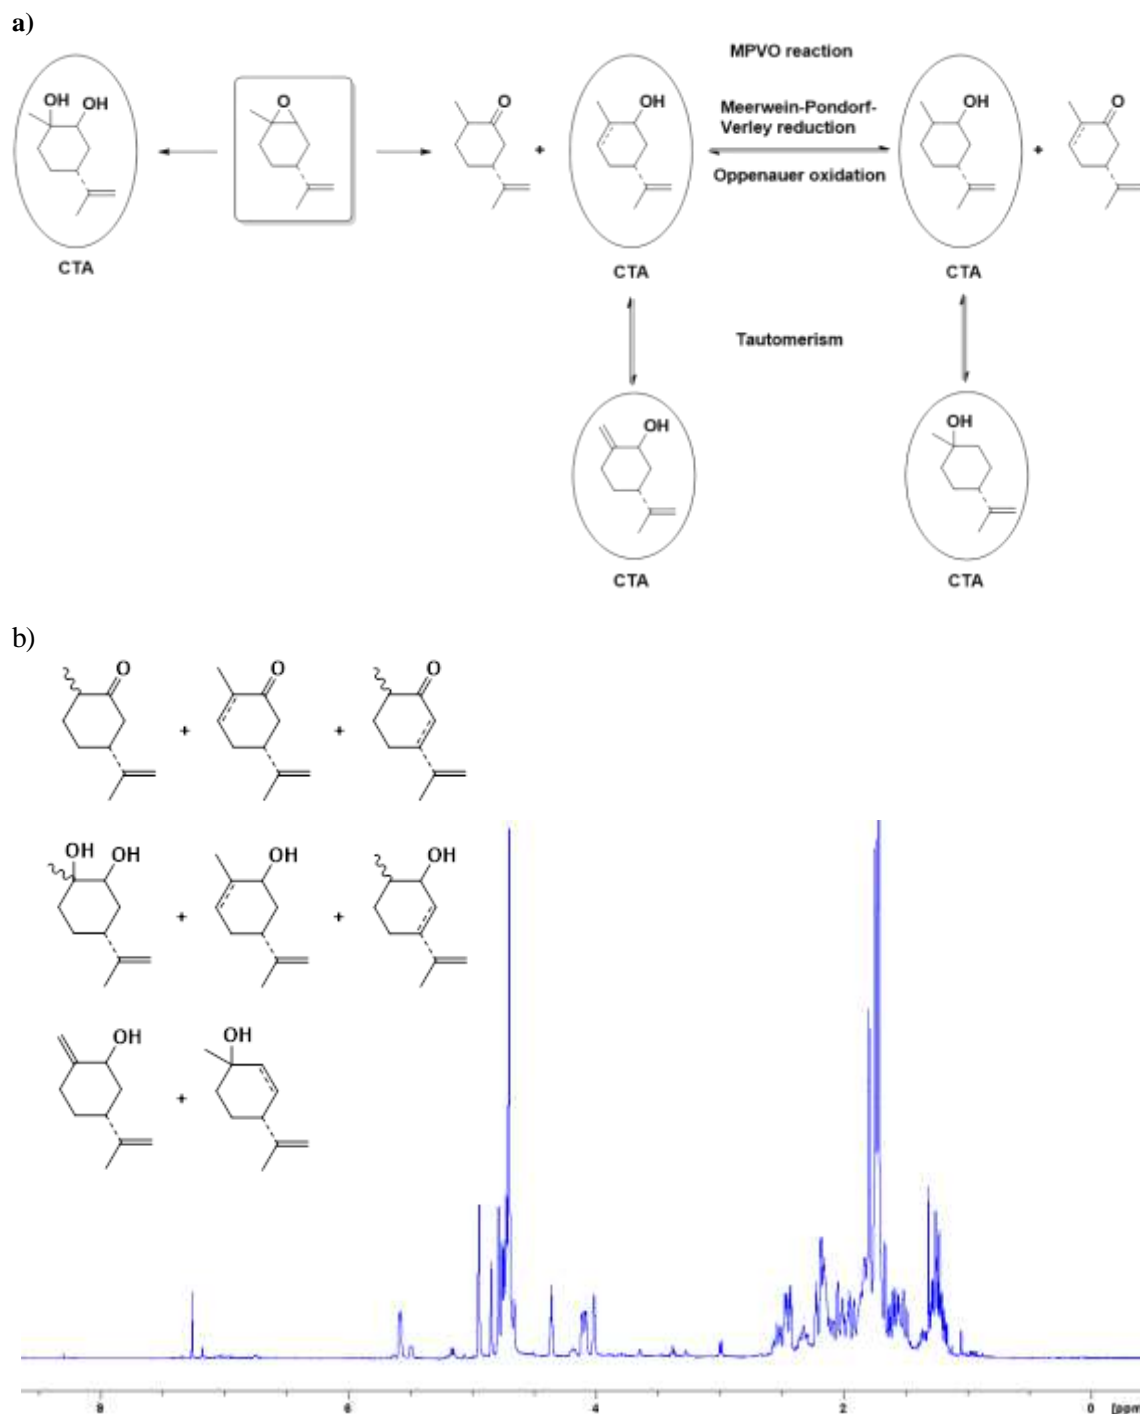 a)
MPVO reaction
OH
OH
O
O
OH
Meerwein-Pondorf-
Verley reduction
OH
O
+
+
Oppenauer oxidation
CTA
CTA
CTA
Tautomerism
OH
OH
CTA
CTA
b)
O
O
O
+
+
OH
OH
OH
OH
+
+
OH
OH
+
8
6
4
2
0
[ppm